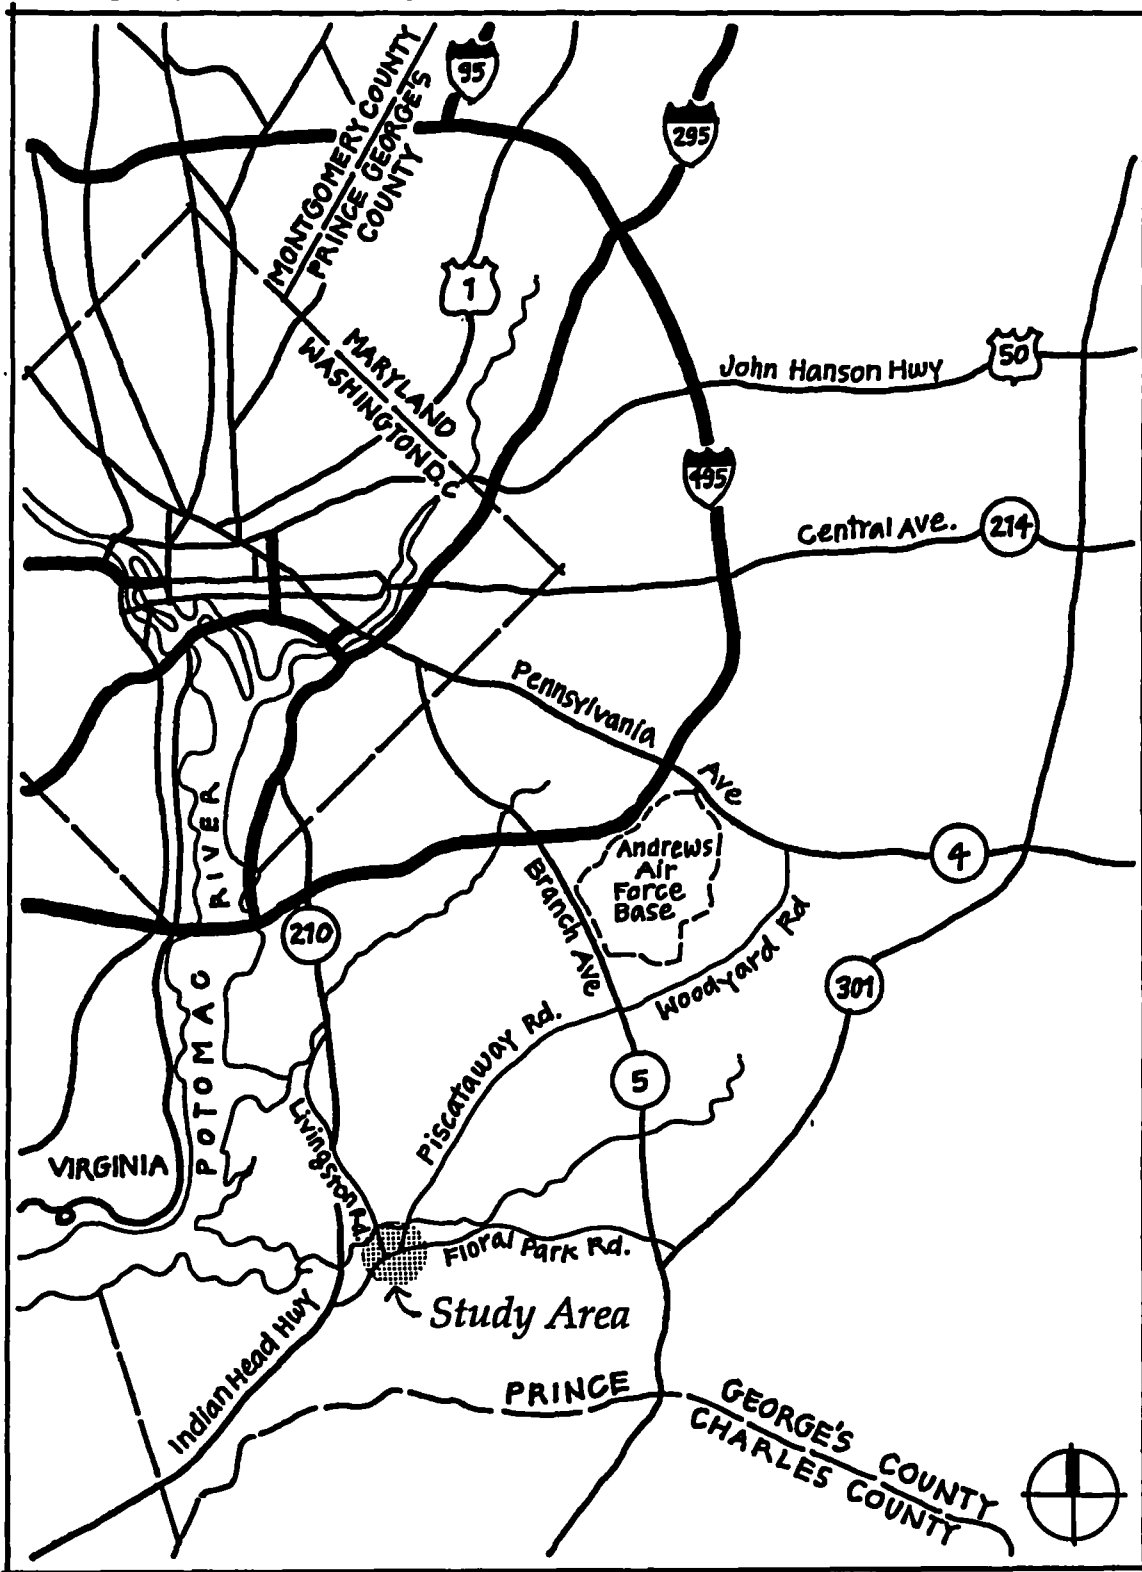 MONTGOMERY COUNTY
PRINCE GEORGE'S
COUNTY
95
295
1
MARYLAND
WASHINGTON D.C
John Hanson Hwy
50
495
Central Ave.
214
Pennsylvania
Ave
Andrews
Air
Force
Base
4
Branch Ave
Woodyard Rd
POTOMAC RIVER
210
301
Piscataway Rd.
5
Livingston Rd.
VIRGINIA
Floral Park Rd.
Study Area
Indian Head Hwy
PRINCE
GEORGE'S COUNTY
CHARLES COUNTY